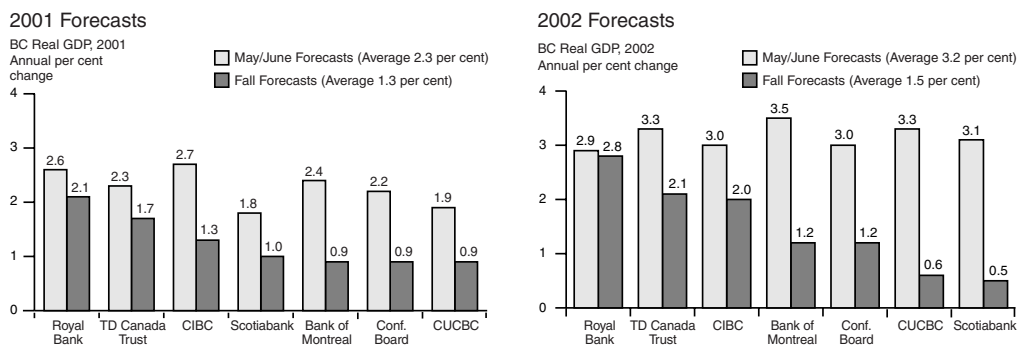 2001 Forecasts
BC Real GDP, 2001
Annual per cent
change
May/June Forecasts (Average 2.3 per cent)
Fall Forecasts (Average 1.3 per cent)
4
3
2
1
0
2.6
2.1
2.3
1.7
2.7
1.3
1.8
1.0
2.4
0.9
2.2
0.9
1.9
0.9
Royal
Bank
TD Canada
Trust
CIBC
Scotiabank
Bank of
Montreal
Conf.
Board
CUCBC
2002 Forecasts
BC Real GDP, 2002
Annual per cent change
May/June Forecasts (Average 3.2 per cent)
Fall Forecasts (Average 1.5 per cent)
4
3
2
1
0
2.9
2.8
3.3
2.1
3.0
2.0
3.5
1.2
3.0
1.2
3.3
0.6
3.1
0.5
Royal
Bank
TD Canada
Trust
CIBC
Bank of
Montreal
Conf.
Board
CUCBC
Scotiabank